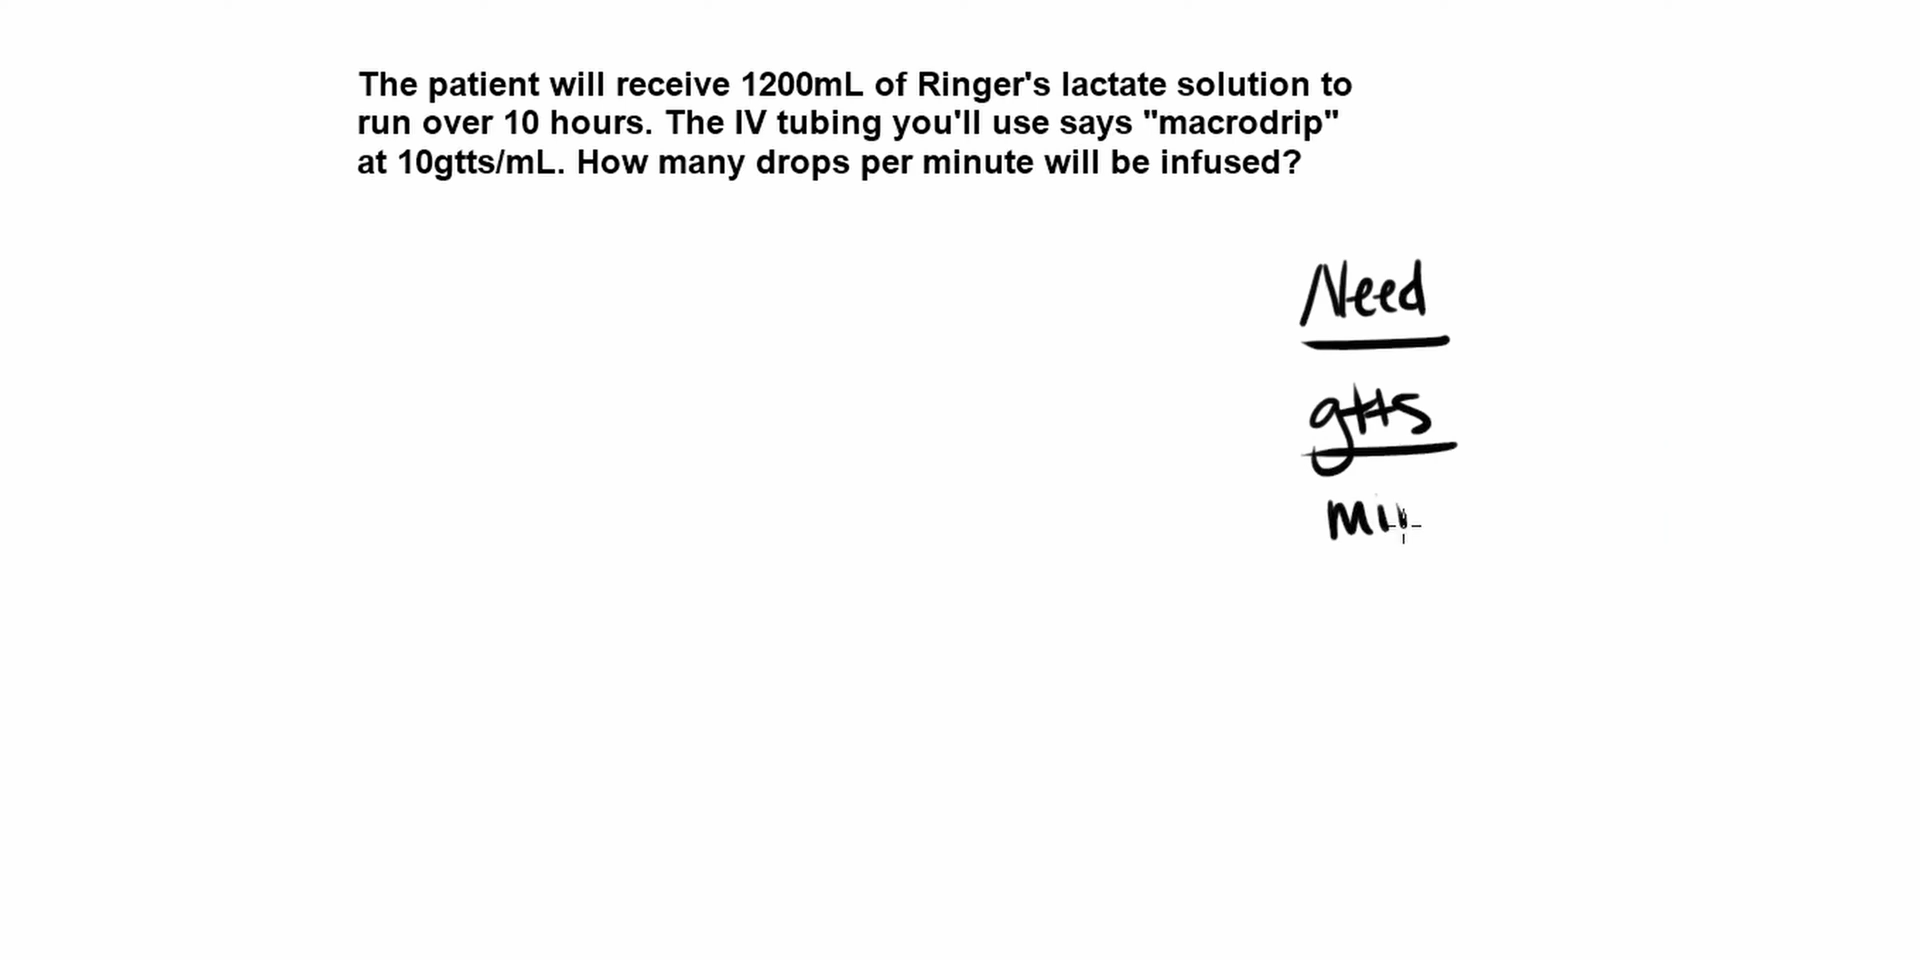 The patient will receive 1200mL of Ringer's lactate solution to
run over 10 hours. The IV tubing you'll use says "macrodrip"
at 10gtts/mL. How many drops per minute will be infused?
Need
gtts
min